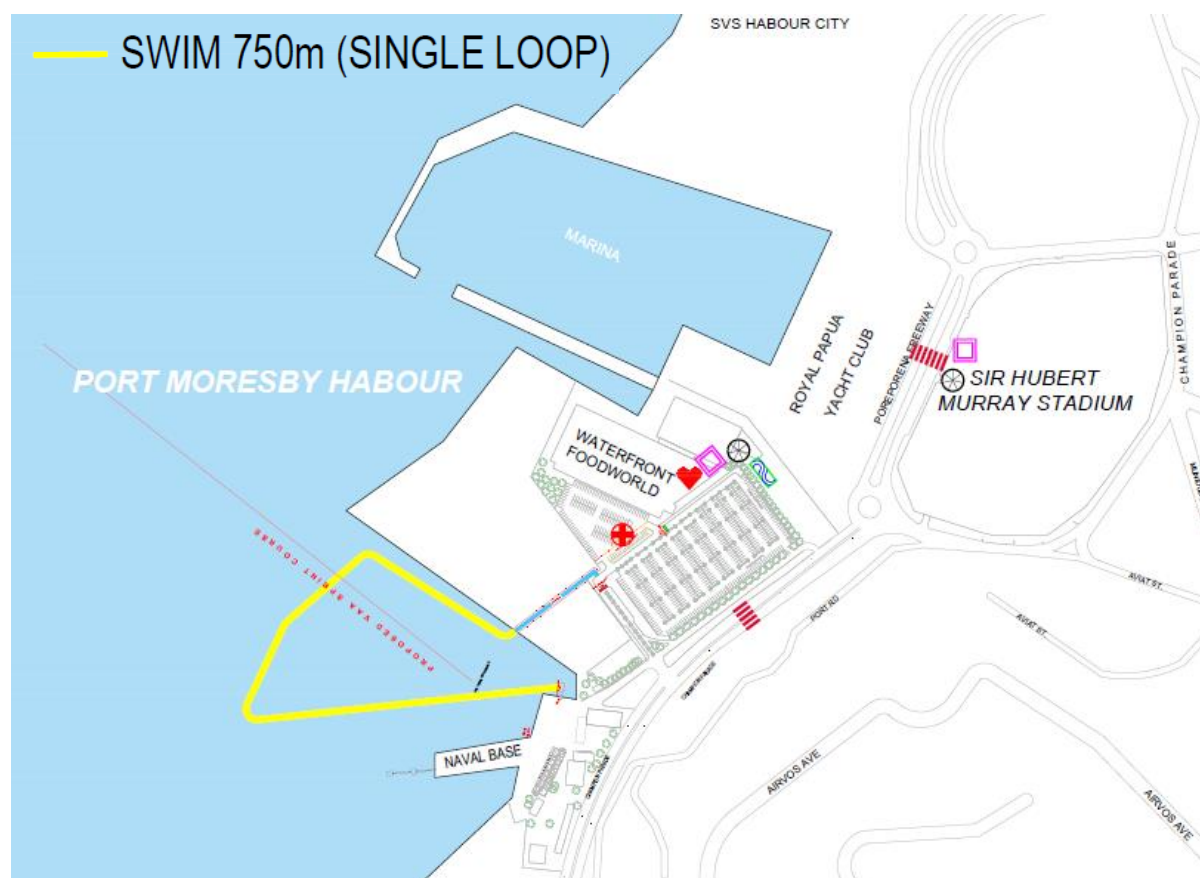 SVS HABOUR CITY
SWIM 750m (SINGLE LOOP)
MARINA
CHAMPION PARADE
POREPORENA FREEWAY
ROYAL PAPUA
YACHT CLUB
PORT MORESBY HABOUR
SIR HUBERT
MURRAY STADIUM
WATERFRONT
FOODWORLD
PROPOSED VAA SPRINT COURSE
AVIAT ST.
PORT RD
AVIAT ST.
NAVAL BASE
AIRVOS AVE
AIRVOS AVE